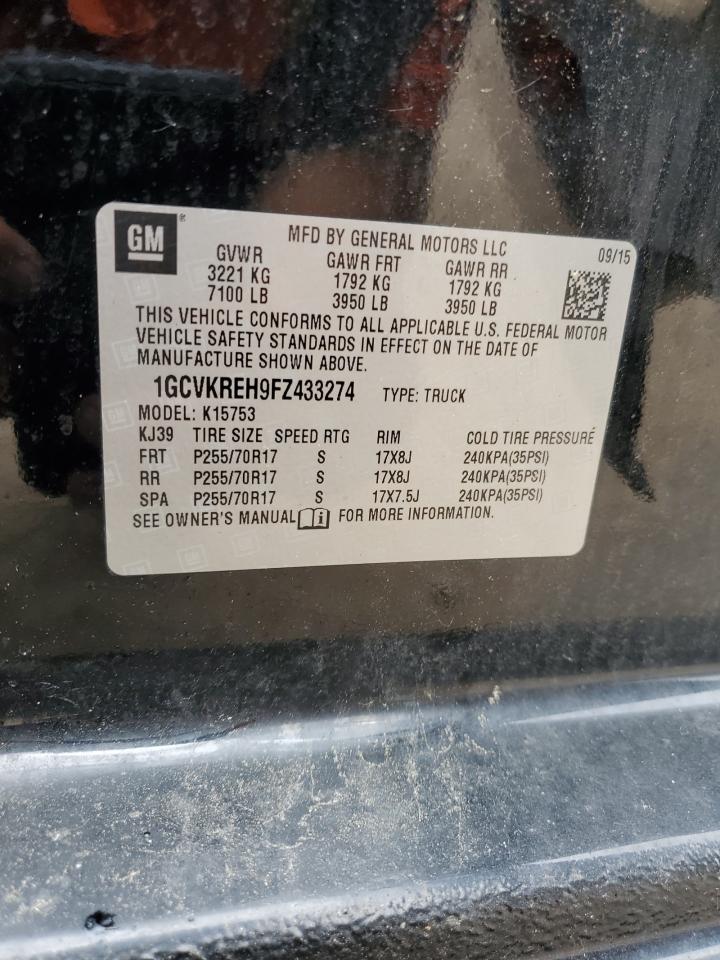 GM®
MFD BY GENERAL MOTORS LLC 09/15
GVWR GAWR FRT GAWR RR
3221 KG 1792 KG 1792 KG
7100 LB 3950 LB 3950 LB
THIS VEHICLE CONFORMS TO ALL APPLICABLE U.S. FEDERAL MOTOR
VEHICLE SAFETY STANDARDS IN EFFECT ON THE DATE OF
MANUFACTURE SHOWN ABOVE.
1GCVKREH9FZ433274 TYPE: TRUCK
MODEL: K15753
KJ39 TIRE SIZE SPEED RTG RIM COLD TIRE PRESSURE
FRT P255/70R17 S 17X8J 240KPA(35PSI)
RR P255/70R17 S 17X8J 240KPA(35PSI)
SPA P255/70R17 S 17X7.5J 240KPA(35PSI)
SEE OWNER'S MANUAL i FOR MORE INFORMATION.